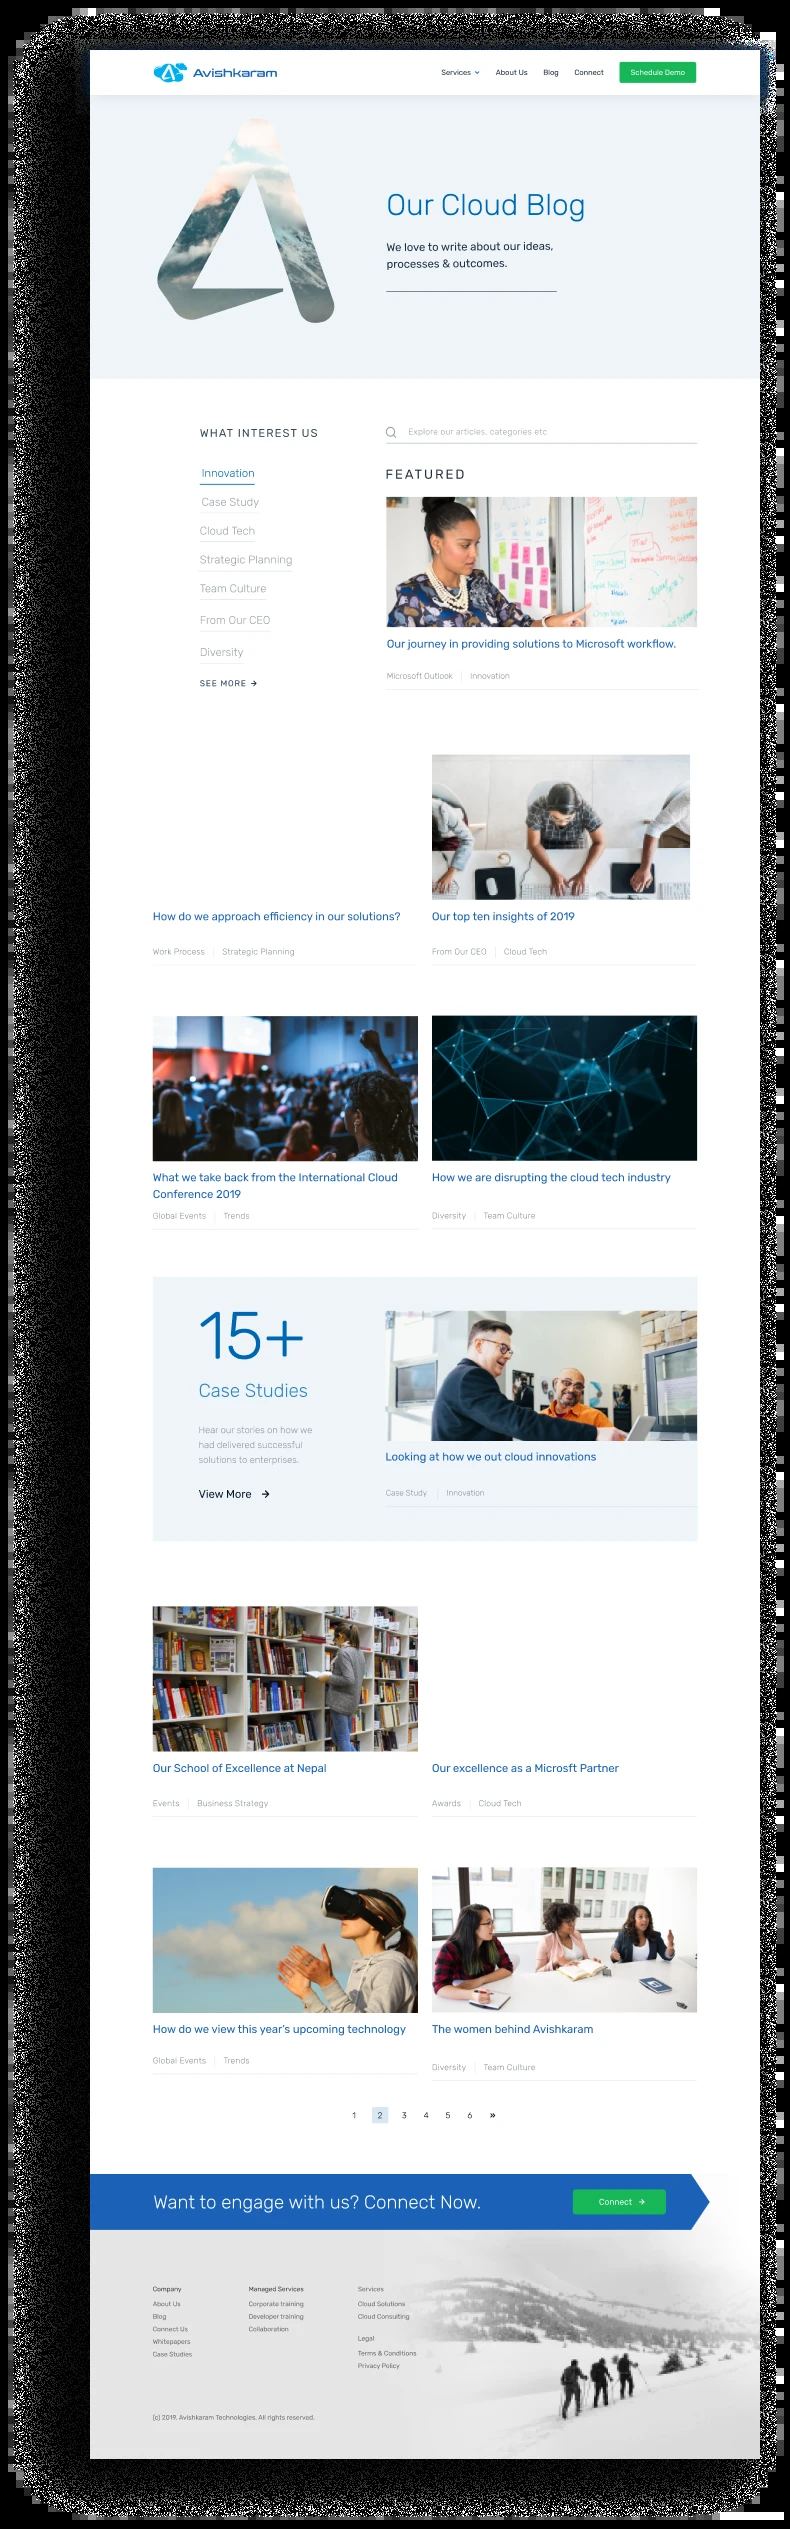 Avishkaram
Services
About Us
Blog
Connect
Schedule Demo
Our Cloud Blog
We love to write about our ideas,
processes & outcomes.
WHAT INTEREST US
Innovation
Case Study
Cloud Tech
Strategic Planning
Team Culture
From Our CEO
Diversity
SEE MORE →
Explore our articles, categories etc
FEATURED
Our journey in providing solutions to Microsoft workflow.
Microsoft Outlook | Innovation
How do we approach efficiency in our solutions?
Work Process | Strategic Planning
Our top ten insights of 2019
From Our CEO | Cloud Tech
What we take back from the International Cloud
Conference 2019
Global Events | Trends
How we are disrupting the cloud tech industry
Diversity | Team Culture
15+
Case Studies
Hear our stories on how we
had delivered successful
solutions to enterprises.
View More →
Looking at how we out cloud innovations
Case Study | Innovation
Our School of Excellence at Nepal
Events | Business Strategy
Our excellence as a Microsft Partner
Awards | Cloud Tech
How do we view this year's upcoming technology
Global Events | Trends
The women behind Avishkaram
Diversity | Team Culture
1 2 3 4 5 6 »
Want to engage with us? Connect Now.
Connect →
Company
About Us
Blog
Connect Us
Whitepapers
Case Studies
Managed Services
Corporate training
Developer training
Collaboration
Services
Cloud Solutions
Cloud Consulting
Legal
Terms & Conditions
Privacy Policy
(c) 2019. Avishkaram Technologies. All rights reserved.